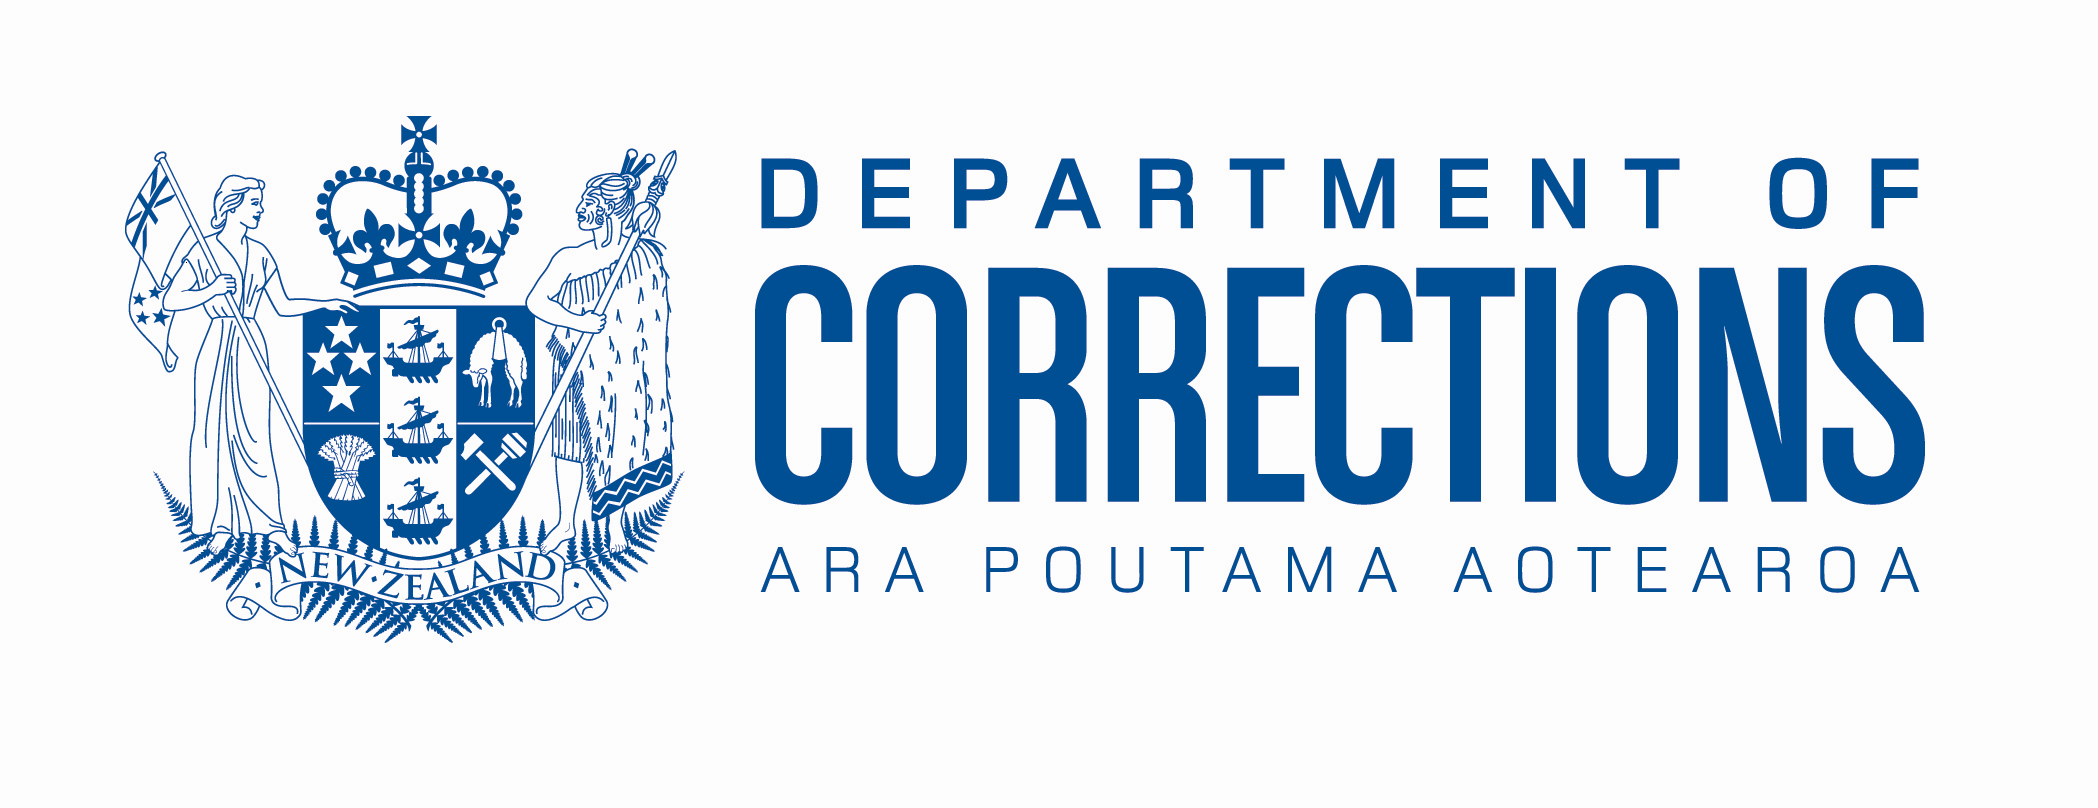 NEW·ZEALAND
DEPARTMENT OF
CORRECTIONS
ARA POUTAMA AOTEAROA